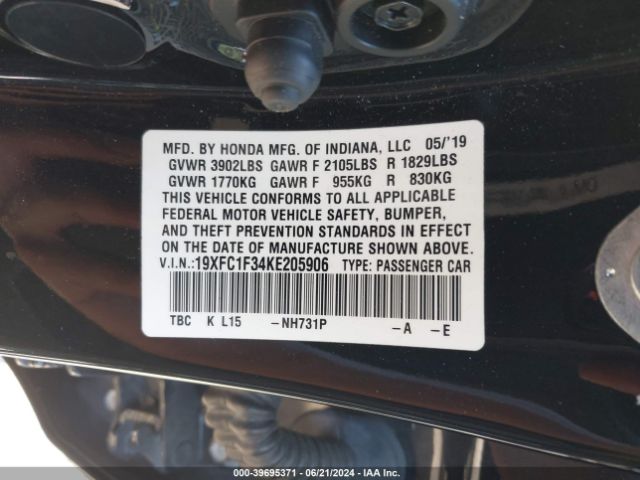 MFD. BY HONDA MFG. OF INDIANA, LLC 05/'19
GVWR 3902LBS GAWR F 2105LBS R 1829LBS
GVWR 1770KG GAWR F 955KG R 830KG
THIS VEHICLE CONFORMS TO ALL APPLICABLE
FEDERAL MOTOR VEHICLE SAFETY, BUMPER,
AND THEFT PREVENTION STANDARDS IN EFFECT
ON THE DATE OF MANUFACTURE SHOWN ABOVE.
V.I.N.: 19XFC1F34KE205906 TYPE: PASSENGER CAR
TBC K L15 -NH731P -A -E
000-39695371 | 06/21/2024 | IAA Inc.